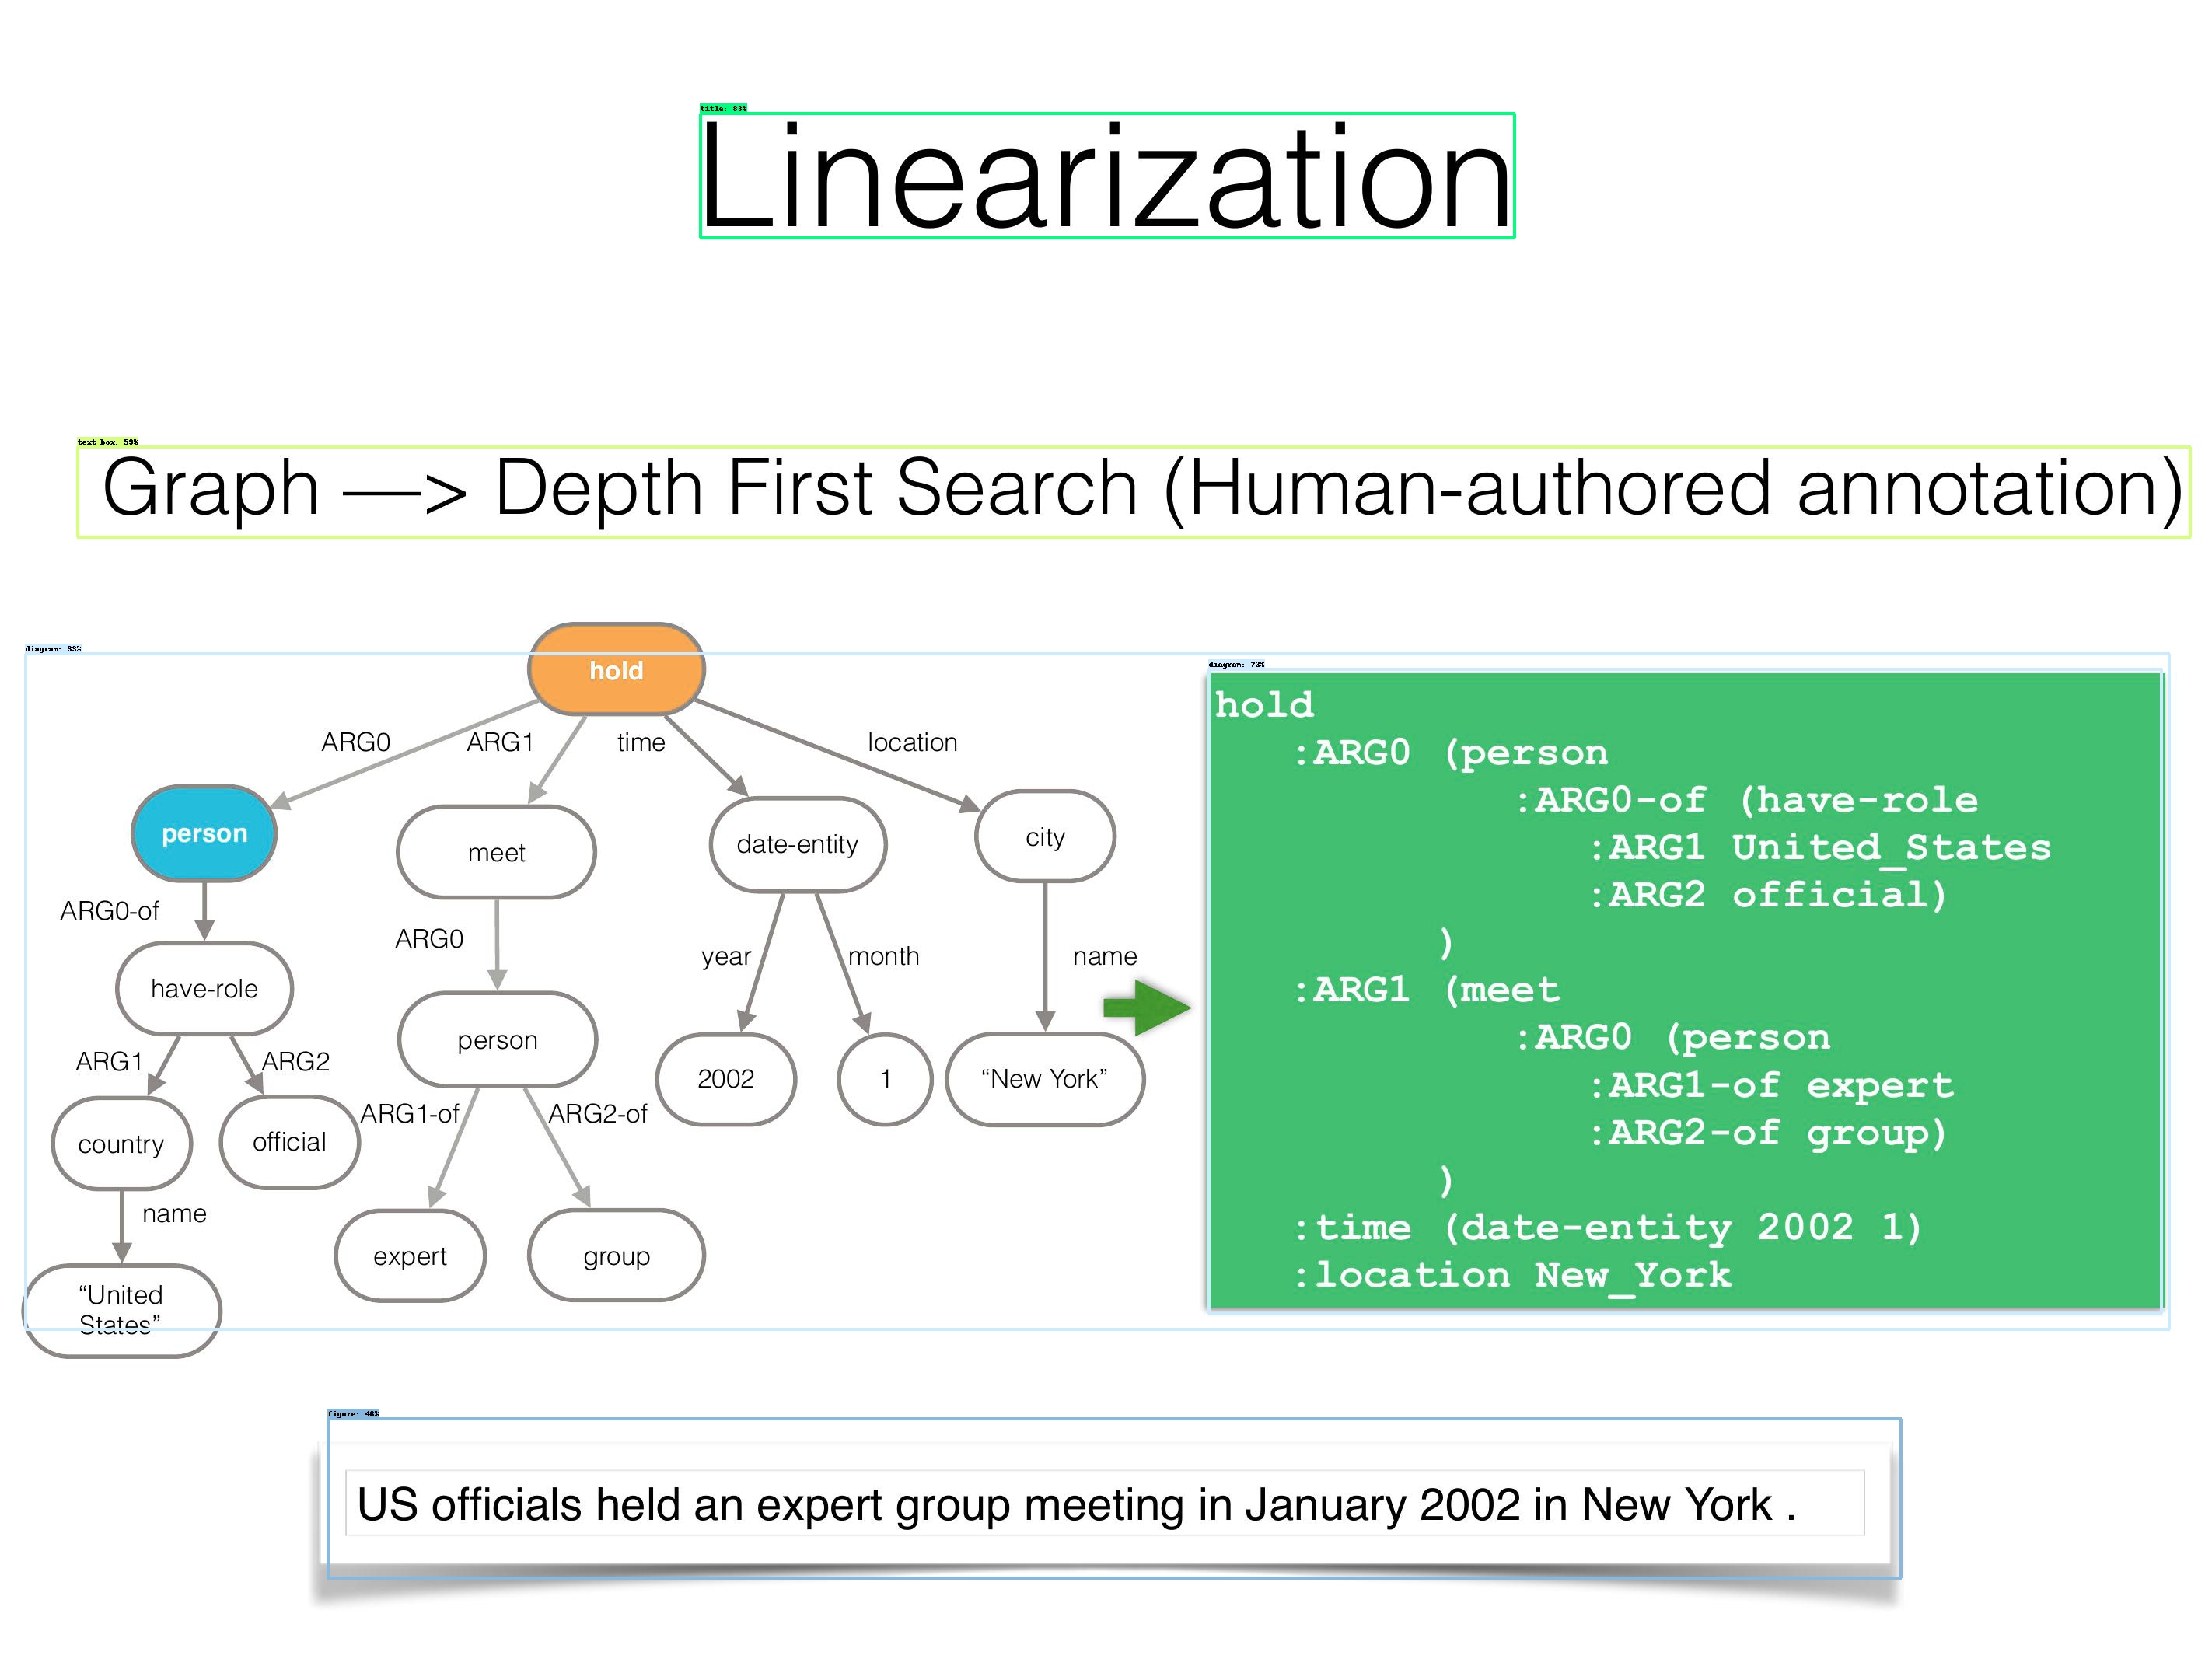 title: 83%
Linearization
text box: 59%
Graph —> Depth First Search (Human-authored annotation)
diagram: 33%
hold
ARG0
ARG1
time
location
person
meet
date-entity
city
ARG0-of
ARG0
year
month
name
have-role
person
2002
1
“New York”
ARG1
ARG2
ARG1-of
ARG2-of
country
official
name
expert
group
“United
States”
diagram: 72%
hold
:ARG0 (person
:ARG0-of (have-role
:ARG1 United_States
:ARG2 official)
)
:ARG1 (meet
:ARG0 (person
:ARG1-of expert
:ARG2-of group)
)
:time (date-entity 2002 1)
:location New_York
figure: 46%
US officials held an expert group meeting in January 2002 in New York .